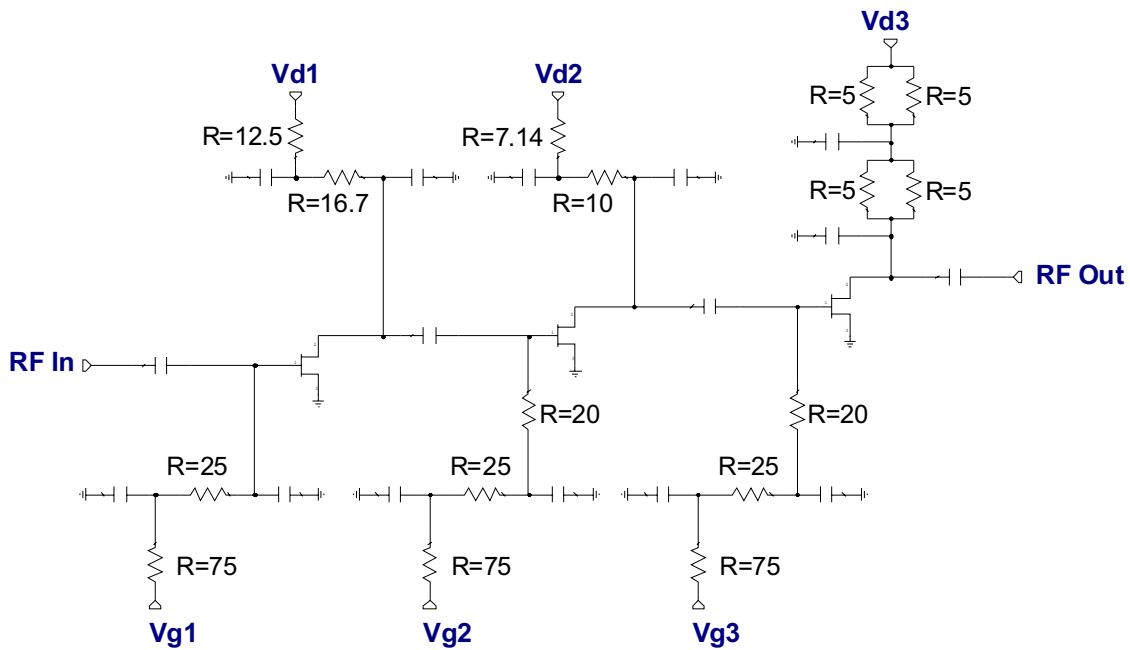 Vd3
Vd1
Vd2
R=5
R=5
R=12.5
R=7.14
R=16.7
R=10
R=5
R=5
RF Out
RF In
R=20
R=20
R=25
R=25
R=25
R=75
R=75
R=75
Vg1
Vg2
Vg3